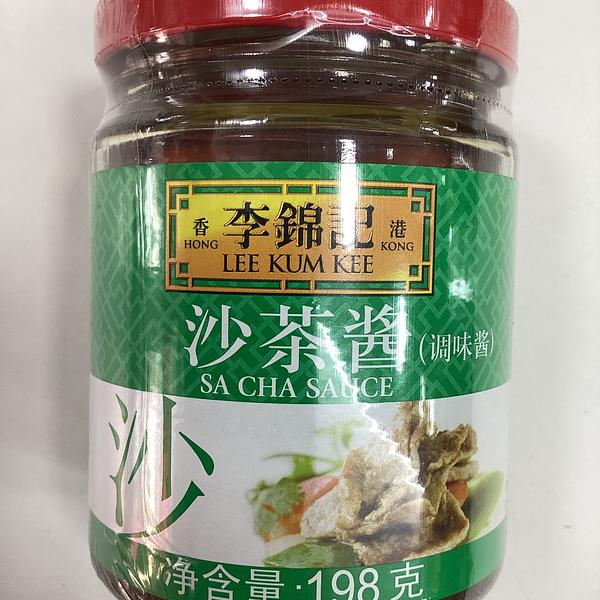 香 李錦記 港
HONG LEE KUM KEE KONG
沙茶酱(调味酱)
SA CHA SAUCE
沙
净含量:198克